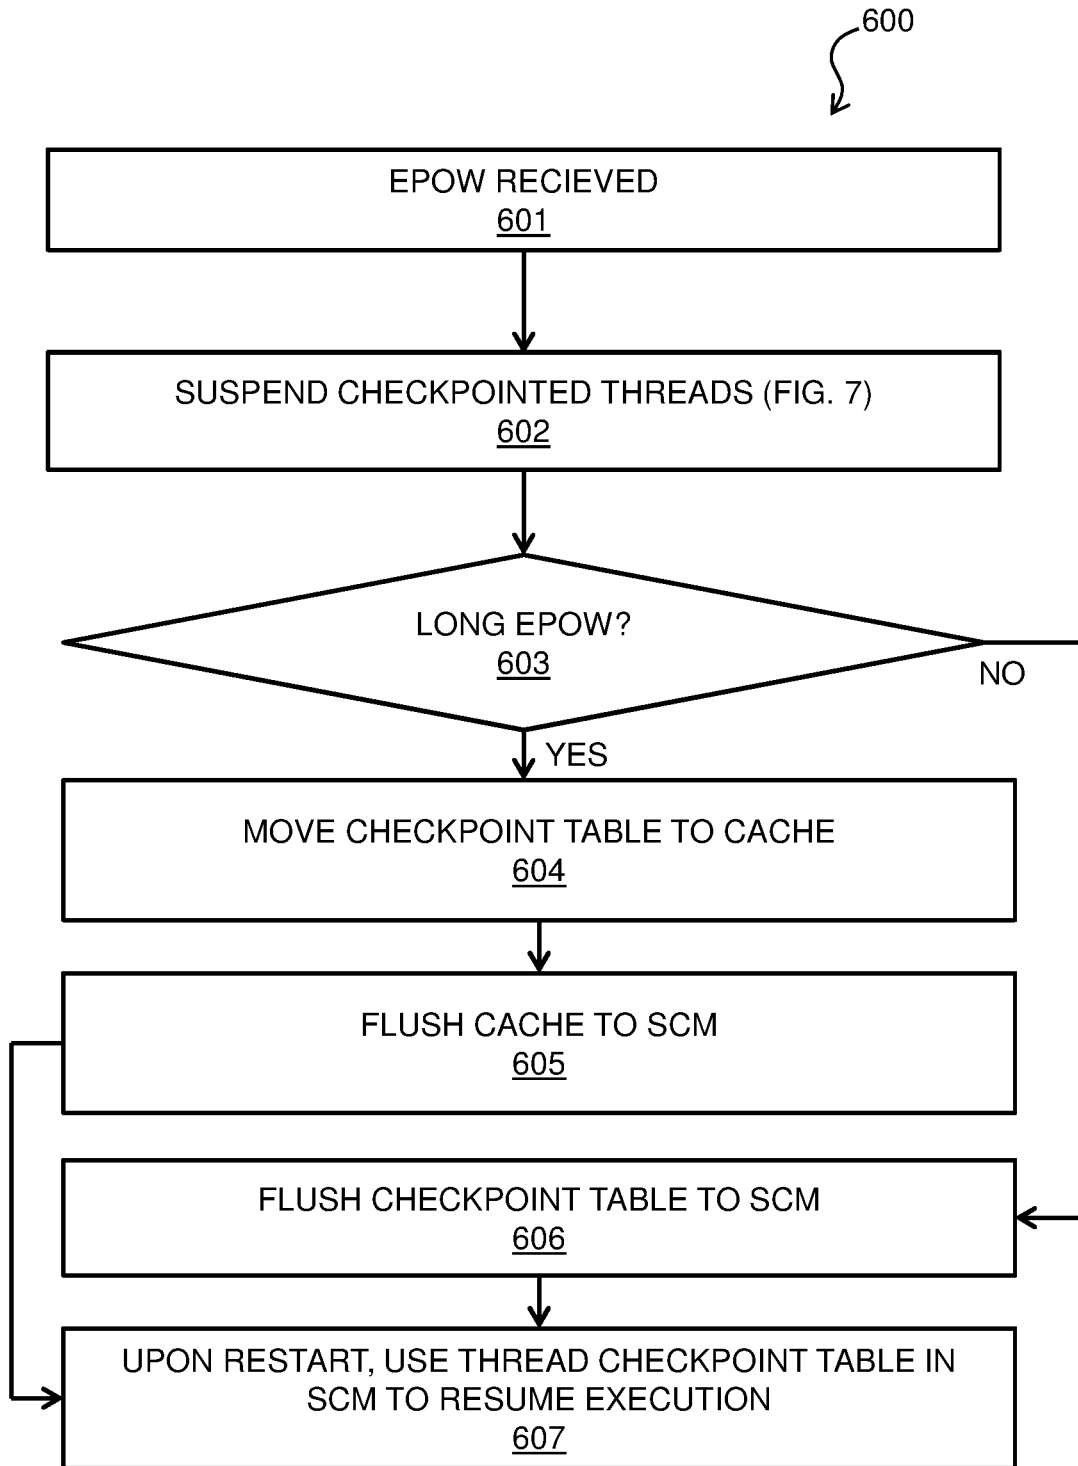 600
EPOW RECIEVED
601
SUSPEND CHECKPOINTED THREADS (FIG. 7)
602
LONG EPOW?
603
NO
YES
MOVE CHECKPOINT TABLE TO CACHE
604
FLUSH CACHE TO SCM
605
FLUSH CHECKPOINT TABLE TO SCM
606
UPON RESTART, USE THREAD CHECKPOINT TABLE IN
SCM TO RESUME EXECUTION
607